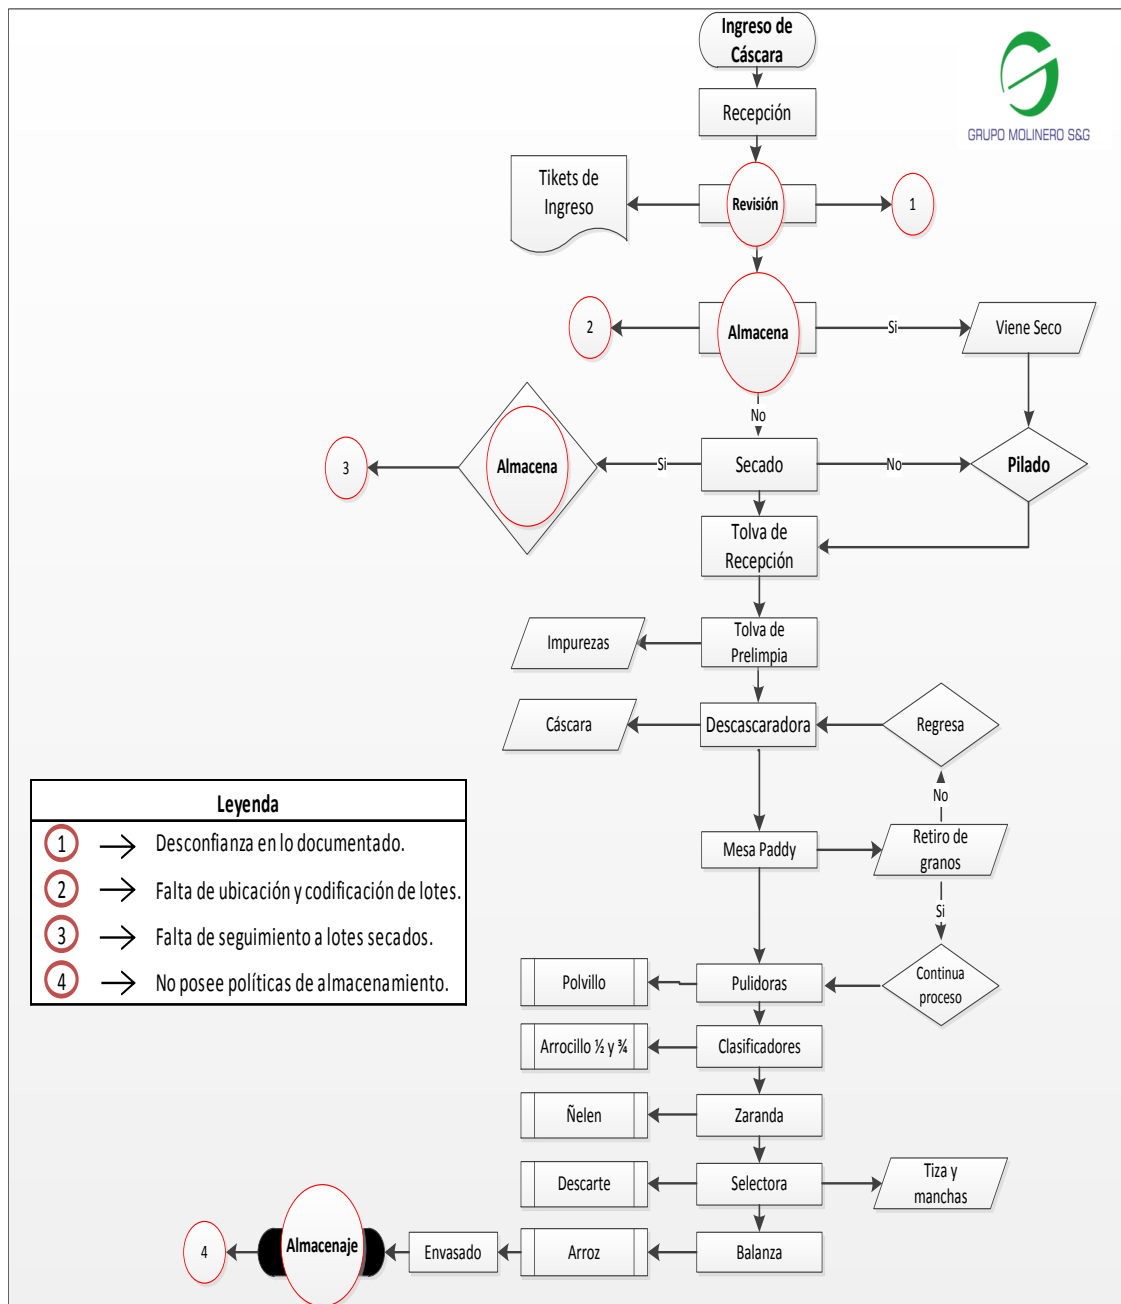 Ingreso de
Cáscara
GRUPO MOLINERO S&G
Recepción
Tikets de
Ingreso
Revisión
1
2
Almacena
Si
Viene Seco
No
3
Almacena
Si
Secado
No
Pilado
Tolva de
Recepción
Impurezas
Tolva de
Prelimpia
Cáscara
Descascaradora
Regresa
No
Mesa Paddy
Retiro de
granos
Si
Leyenda
1 → Desconfianza en lo documentado.
2 → Falta de ubicación y codificación de lotes.
3 → Falta de seguimiento a lotes secados.
4 → No posee políticas de almacenamiento.
Polvillo
Pulidoras
Continua
proceso
Arrocillo ½ y ¾
Clasificadores
Ñelen
Zaranda
Descarte
Selectora
Tiza y
manchas
4
Almacenaje
Envasado
Arroz
Balanza